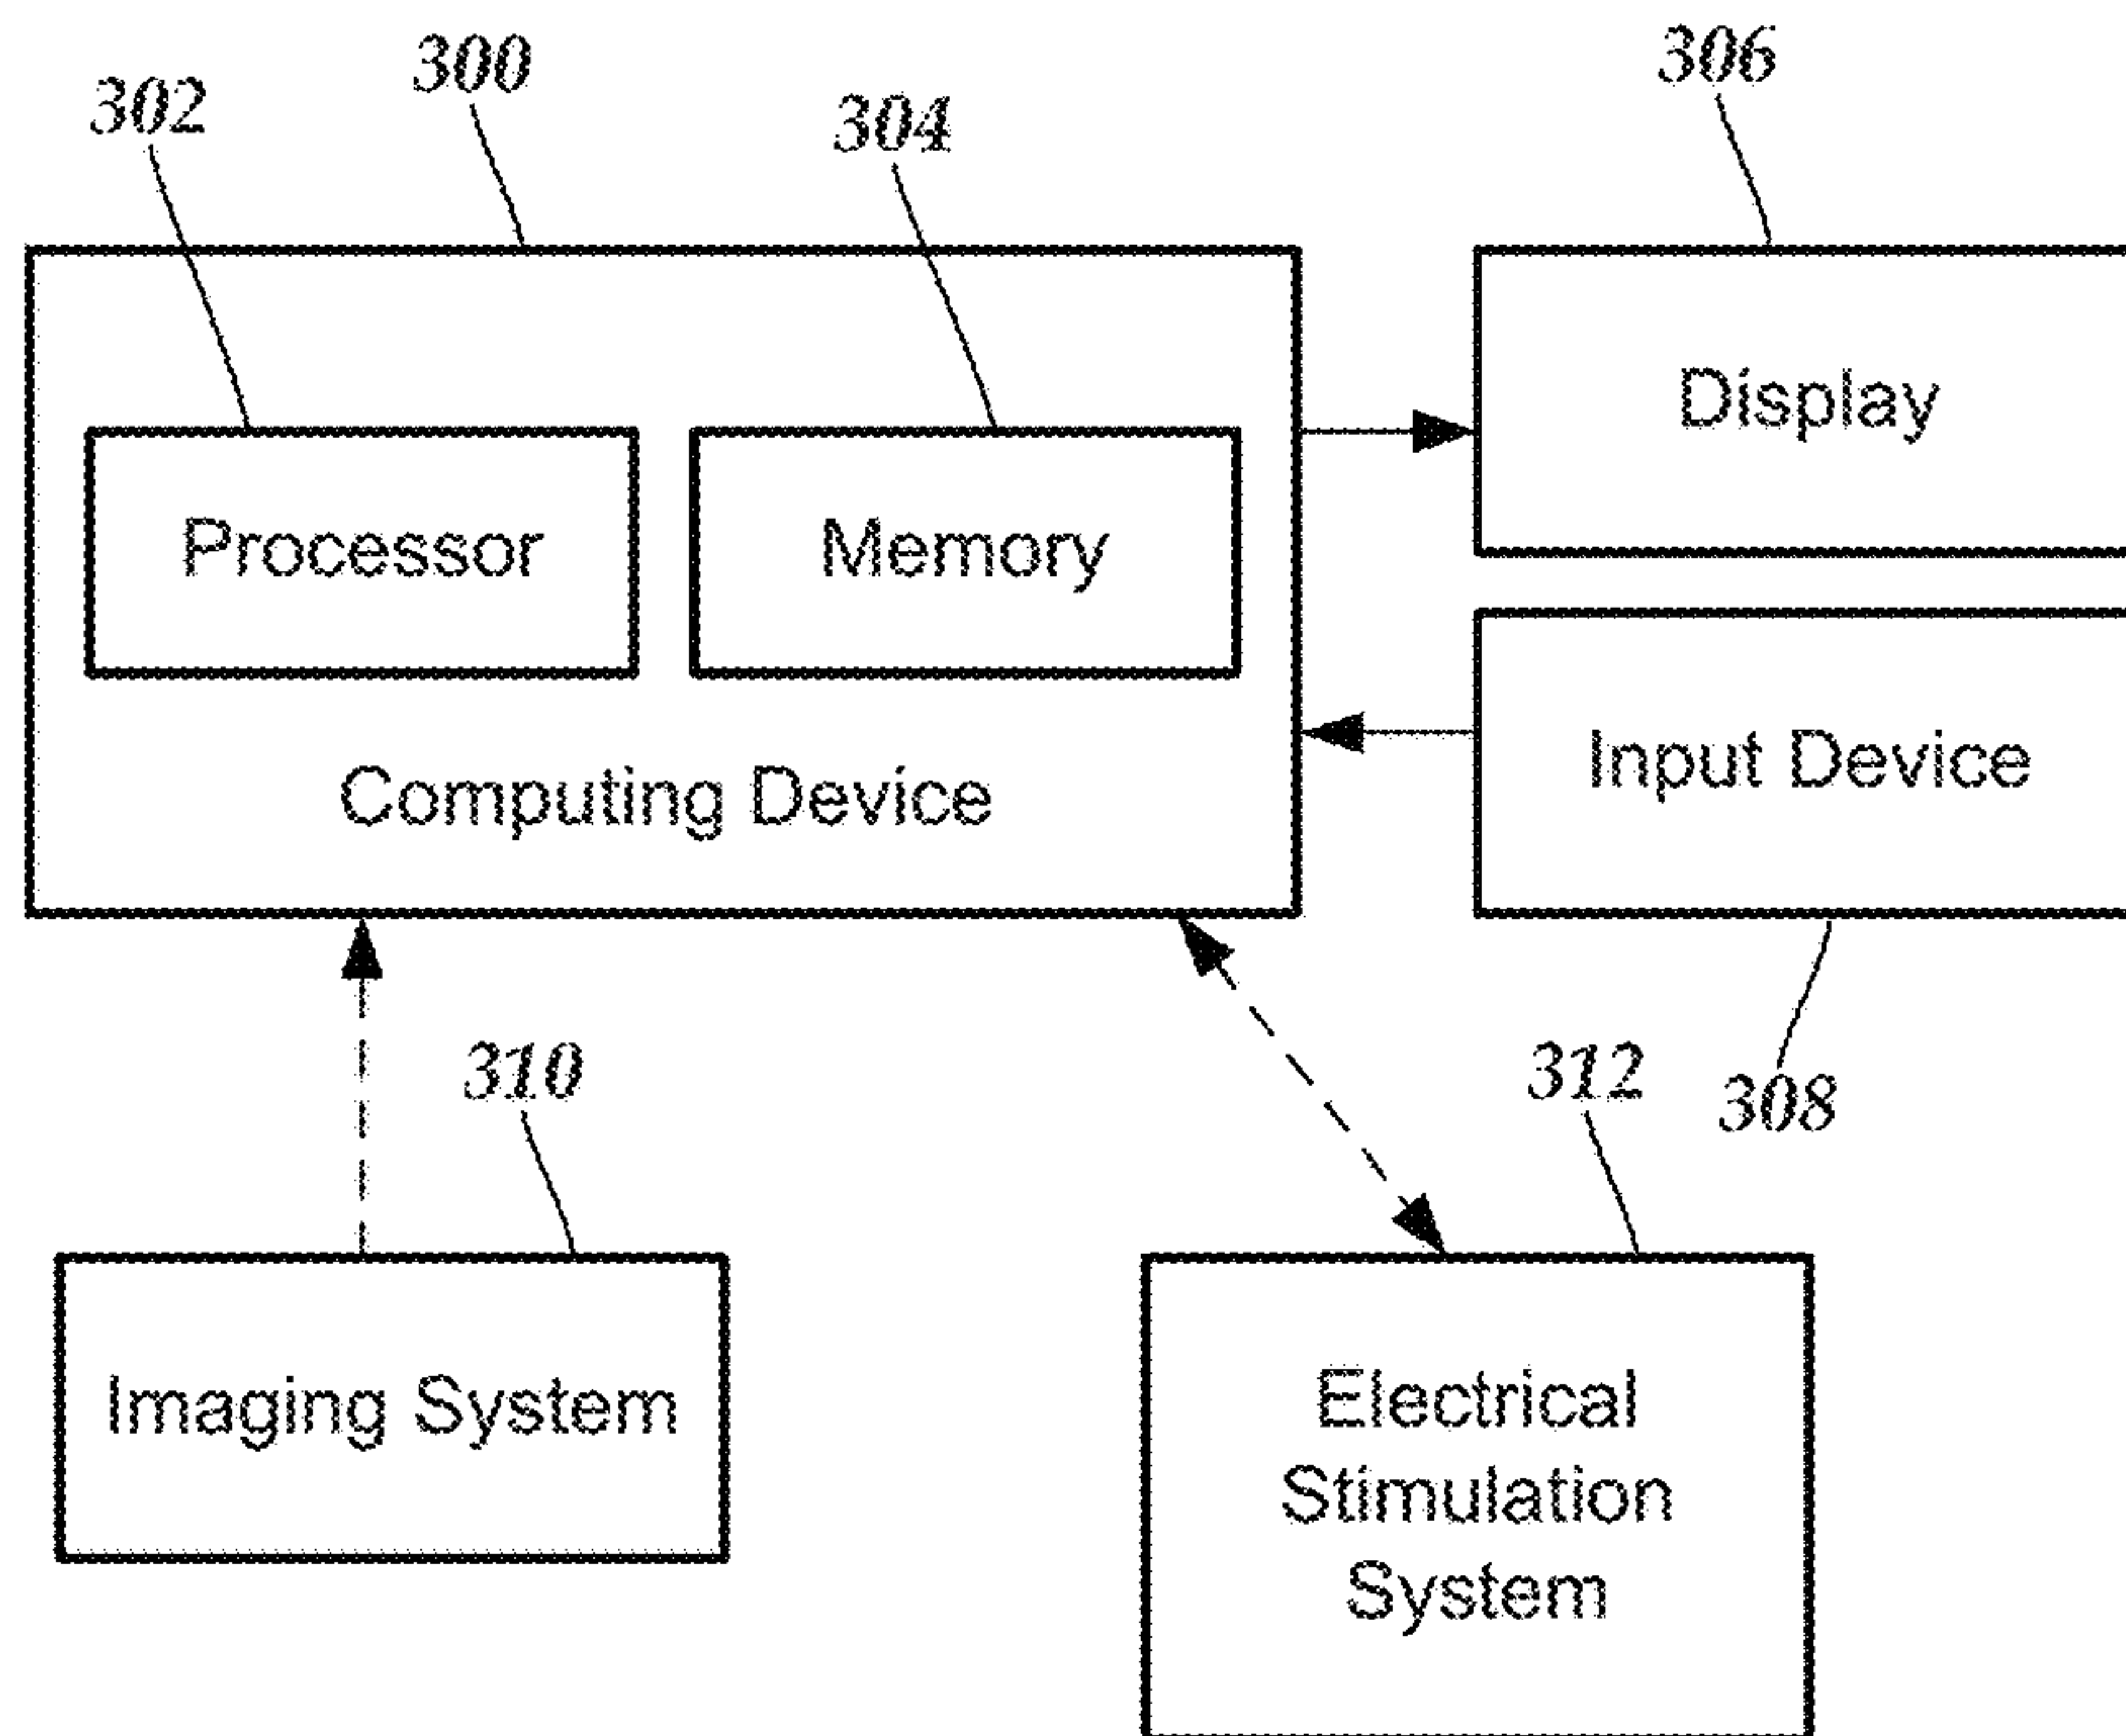 300
306
302
304
Display
Processor
Memory
Input Device
Computing Device
310
312
308
Imaging System
Electrical
Stimulation
System